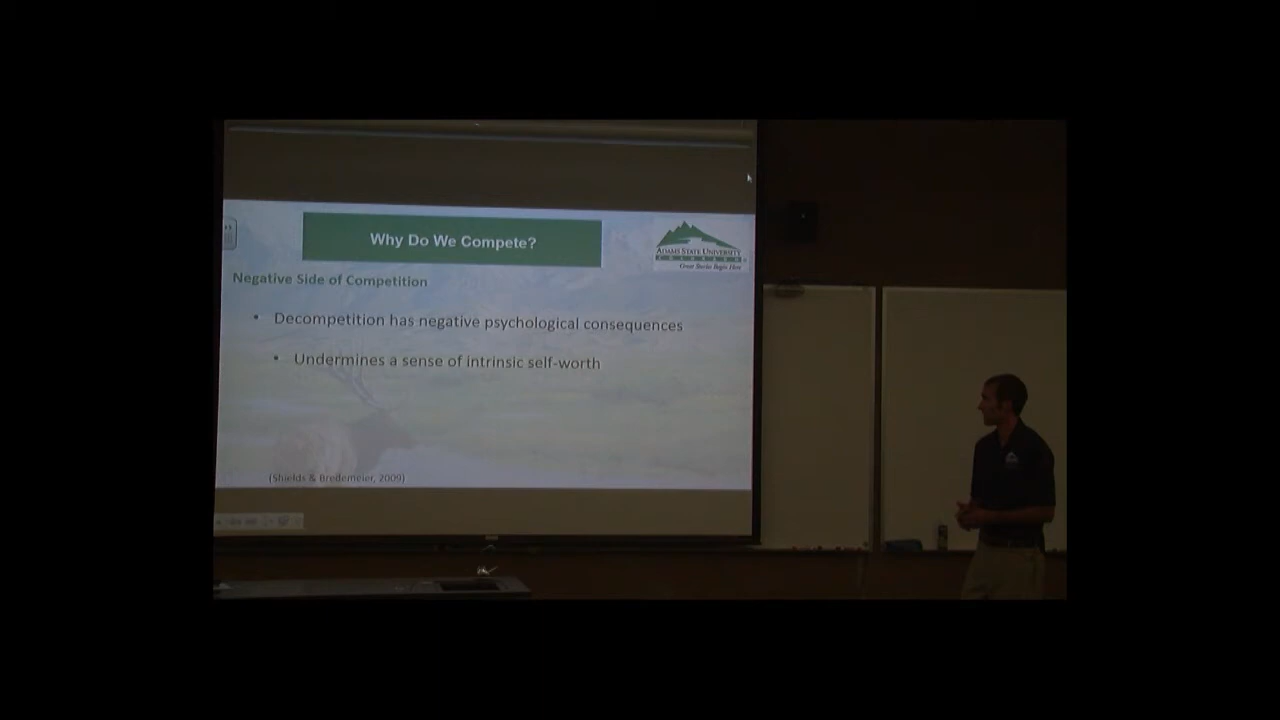 Why Do We Compete?
ADAMS STATE UNIVERSITY
COLORADO
Great Stories Begin Here
Negative Side of Competition
Decompetition has negative psychological consequences
Undermines a sense of intrinsic self-worth
(Shields & Bredemeier, 2009)